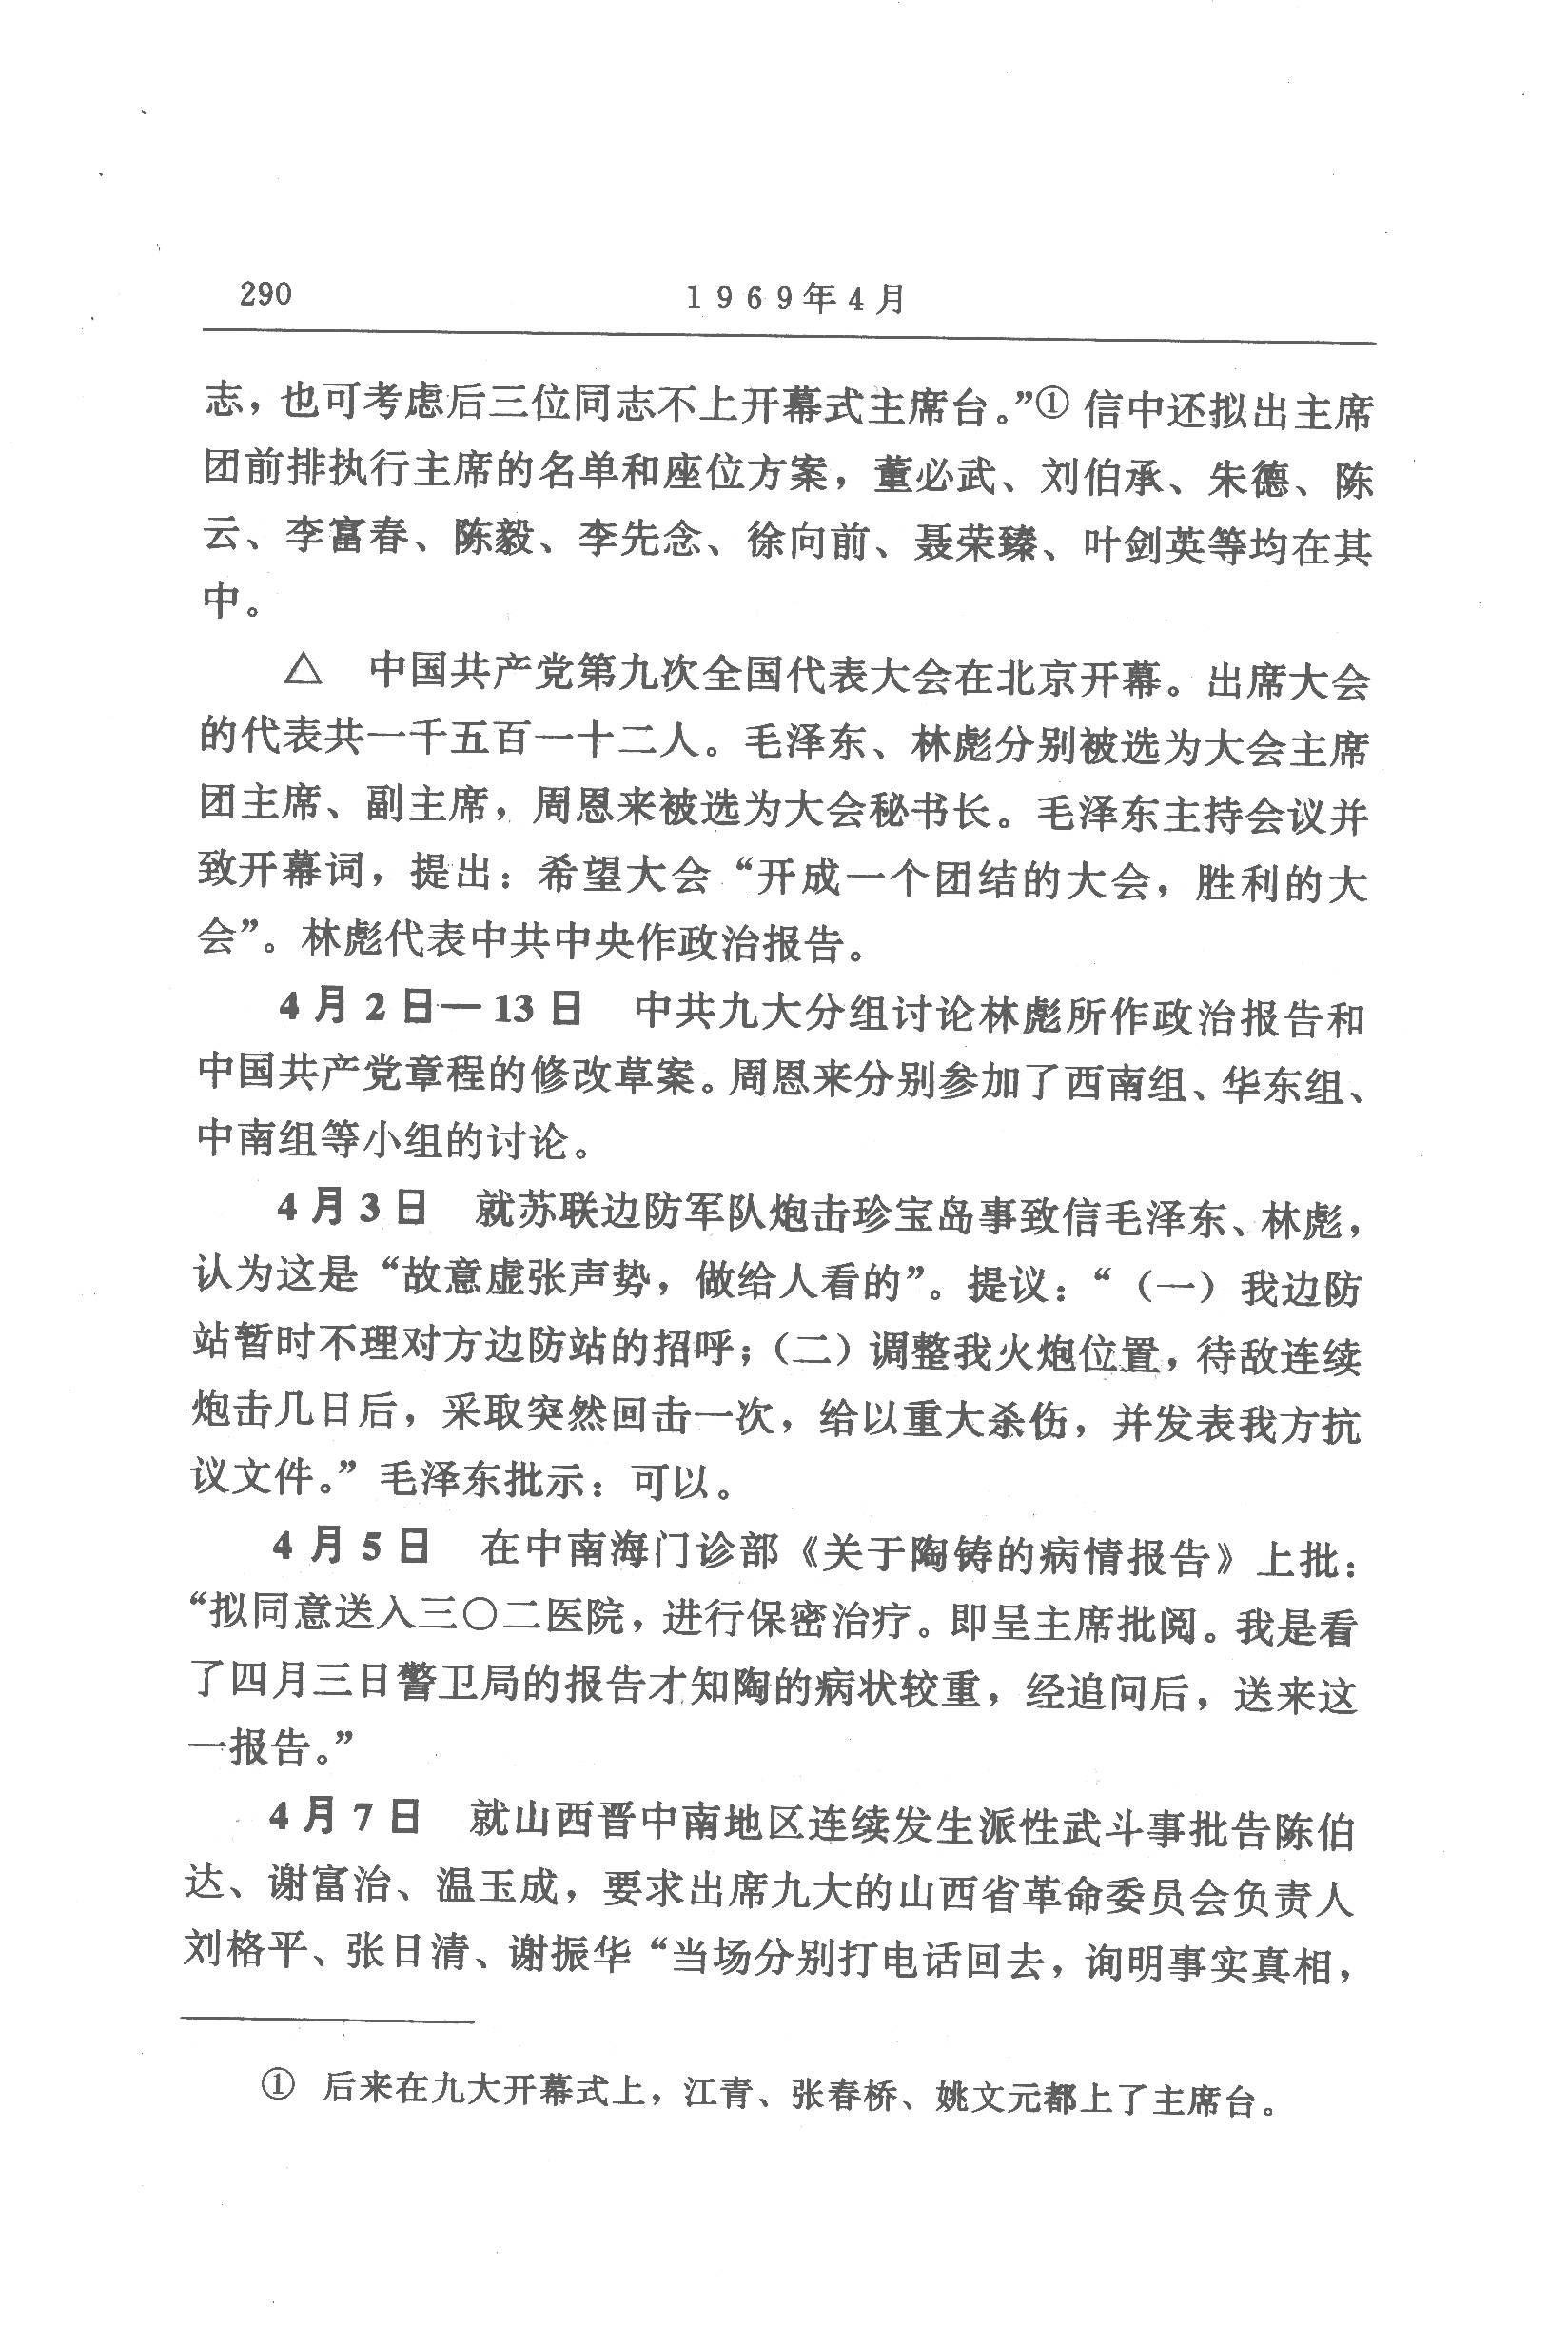 290
1969年4月
志，也可考虑后三位同志不上开幕式主席台。”① 信中还拟出主席
团前排执行主席的名单和座位方案，董必武、刘伯承、朱德、陈
云、李富春、陈毅、李先念、徐向前、聂荣臻、叶剑英等均在其
中。
△　中国共产党第九次全国代表大会在北京开幕。出席大会
的代表共一千五百一十二人。毛泽东、林彪分别被选为大会主席
团主席、副主席，周恩来被选为大会秘书长。毛泽东主持会议并
致开幕词，提出：希望大会“开成一个团结的大会，胜利的大
会”。林彪代表中共中央作政治报告。
4月2日—13日　中共九大分组讨论林彪所作政治报告和
中国共产党章程的修改草案。周恩来分别参加了西南组、华东组、
中南组等小组的讨论。
4月3日　就苏联边防军队炮击珍宝岛事致信毛泽东、林彪，
认为这是“故意虚张声势，做给人看的”。提议：“（一）我边防
站暂时不理对方边防站的招呼；（二）调整我火炮位置，待敌连续
炮击几日后，采取突然回击一次，给以重大杀伤，并发表我方抗
议文件。”毛泽东批示：可以。
4月5日　在中南海门诊部《关于陶铸的病情报告》上批：
“拟同意送入三〇二医院，进行保密治疗。即呈主席批阅。我是看
了四月三日警卫局的报告才知陶的病状较重，经追问后，送来这
一报告。”
4月7日　就山西晋中南地区连续发生派性武斗事批告陈伯
达、谢富治、温玉成，要求出席九大的山西省革命委员会负责人
刘格平、张日清、谢振华“当场分别打电话回去，询明事实真相，
① 后来在九大开幕式上，江青、张春桥、姚文元都上了主席台。